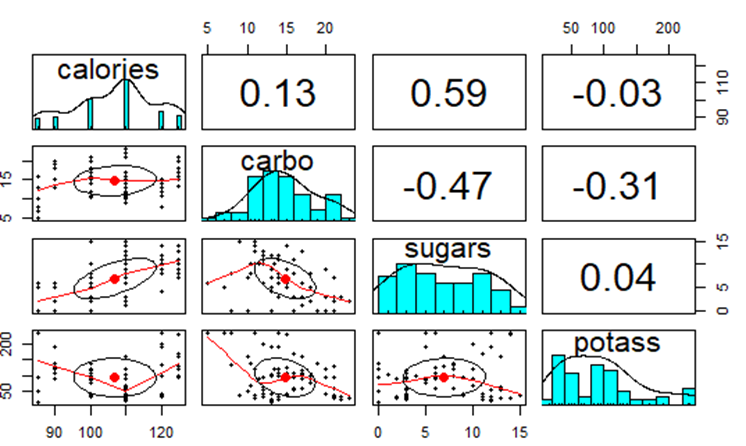 5 10 15 20 50 100 200
calories 0.13 0.59 -0.03 90 110
5 15 carbo -0.47 -0.31
sugars 0.04 0 5 15
50 200 potass
90 100 120 0 5 10 15